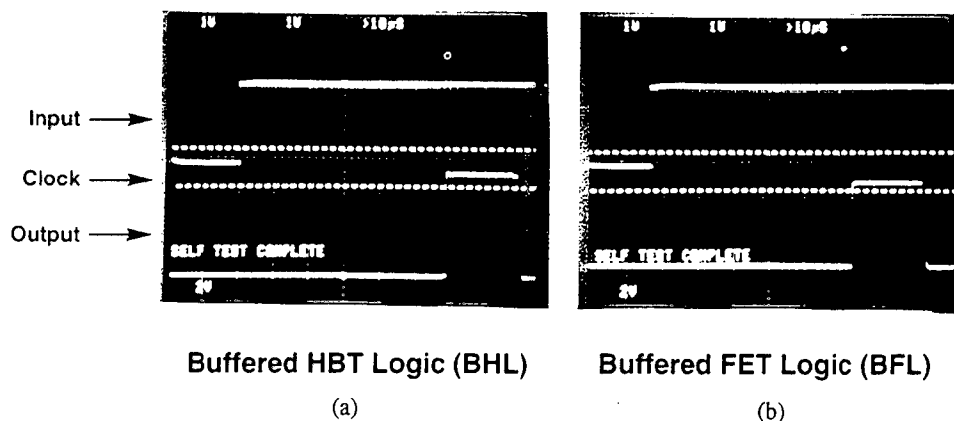 1V 1V >10µS
1V 1V >10µS
Input
Clock
Output
SELF TEST COMPLETE
2V
SELF TEST COMPLETE
2V
Buffered HBT Logic (BHL)
Buffered FET Logic (BFL)
(a)
(b)